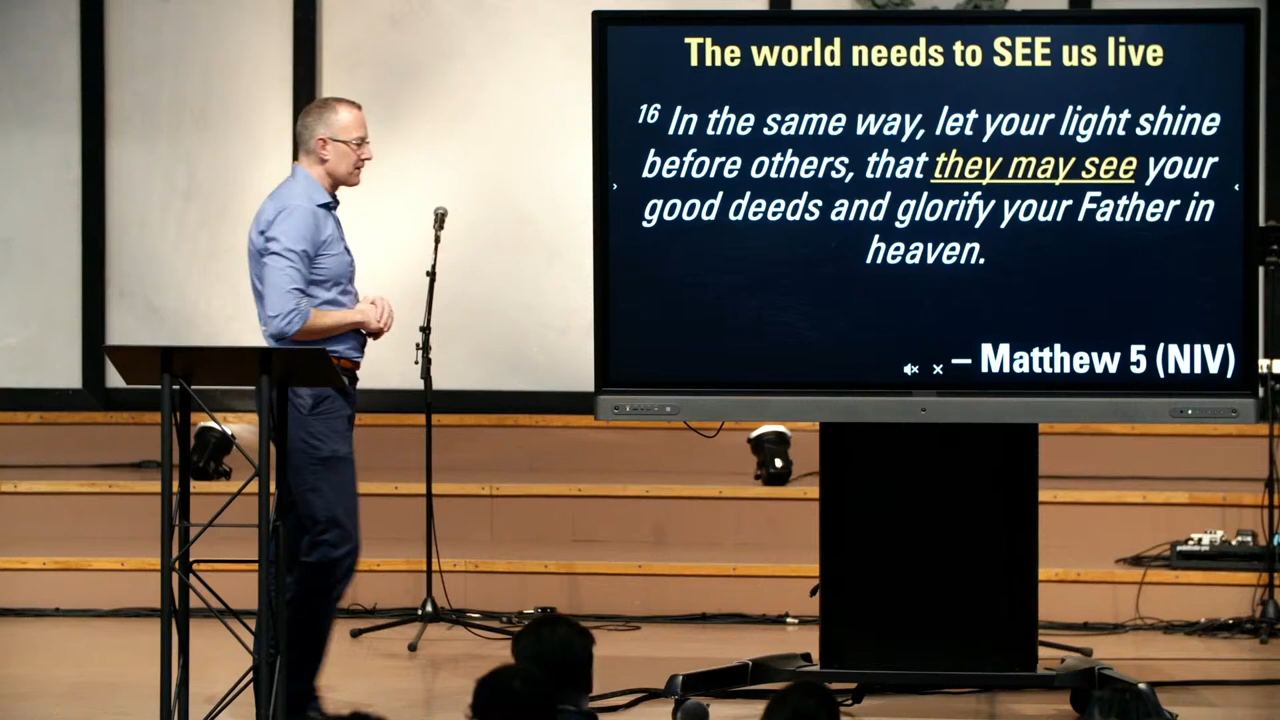 The world needs to SEE us live
16 In the same way, let your light shine
before others, that they may see your
good deeds and glorify your Father in
heaven.
– Matthew 5 (NIV)